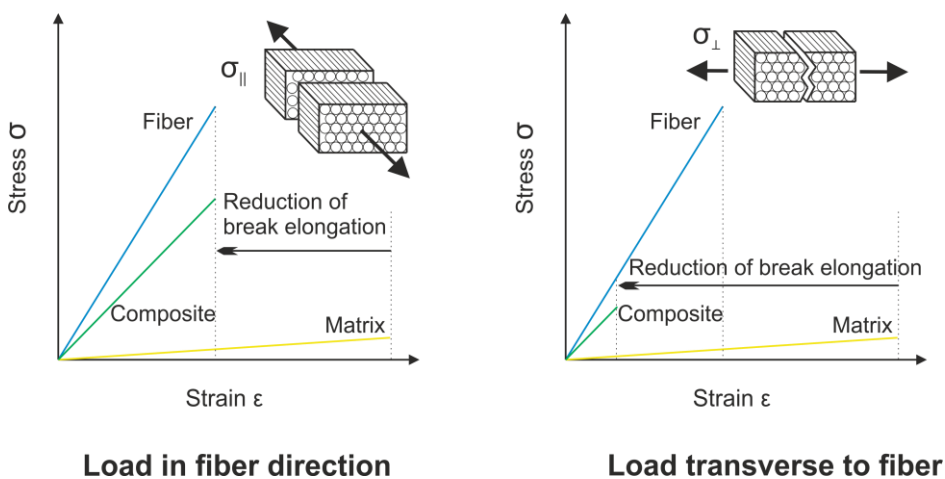 Stress σ
σ||
Fiber
Reduction of
break elongation
Composite
Matrix
Strain ε
Load in fiber direction
Stress σ
σ⊥
Fiber
Reduction of break elongation
Composite
Matrix
Strain ε
Load transverse to fiber